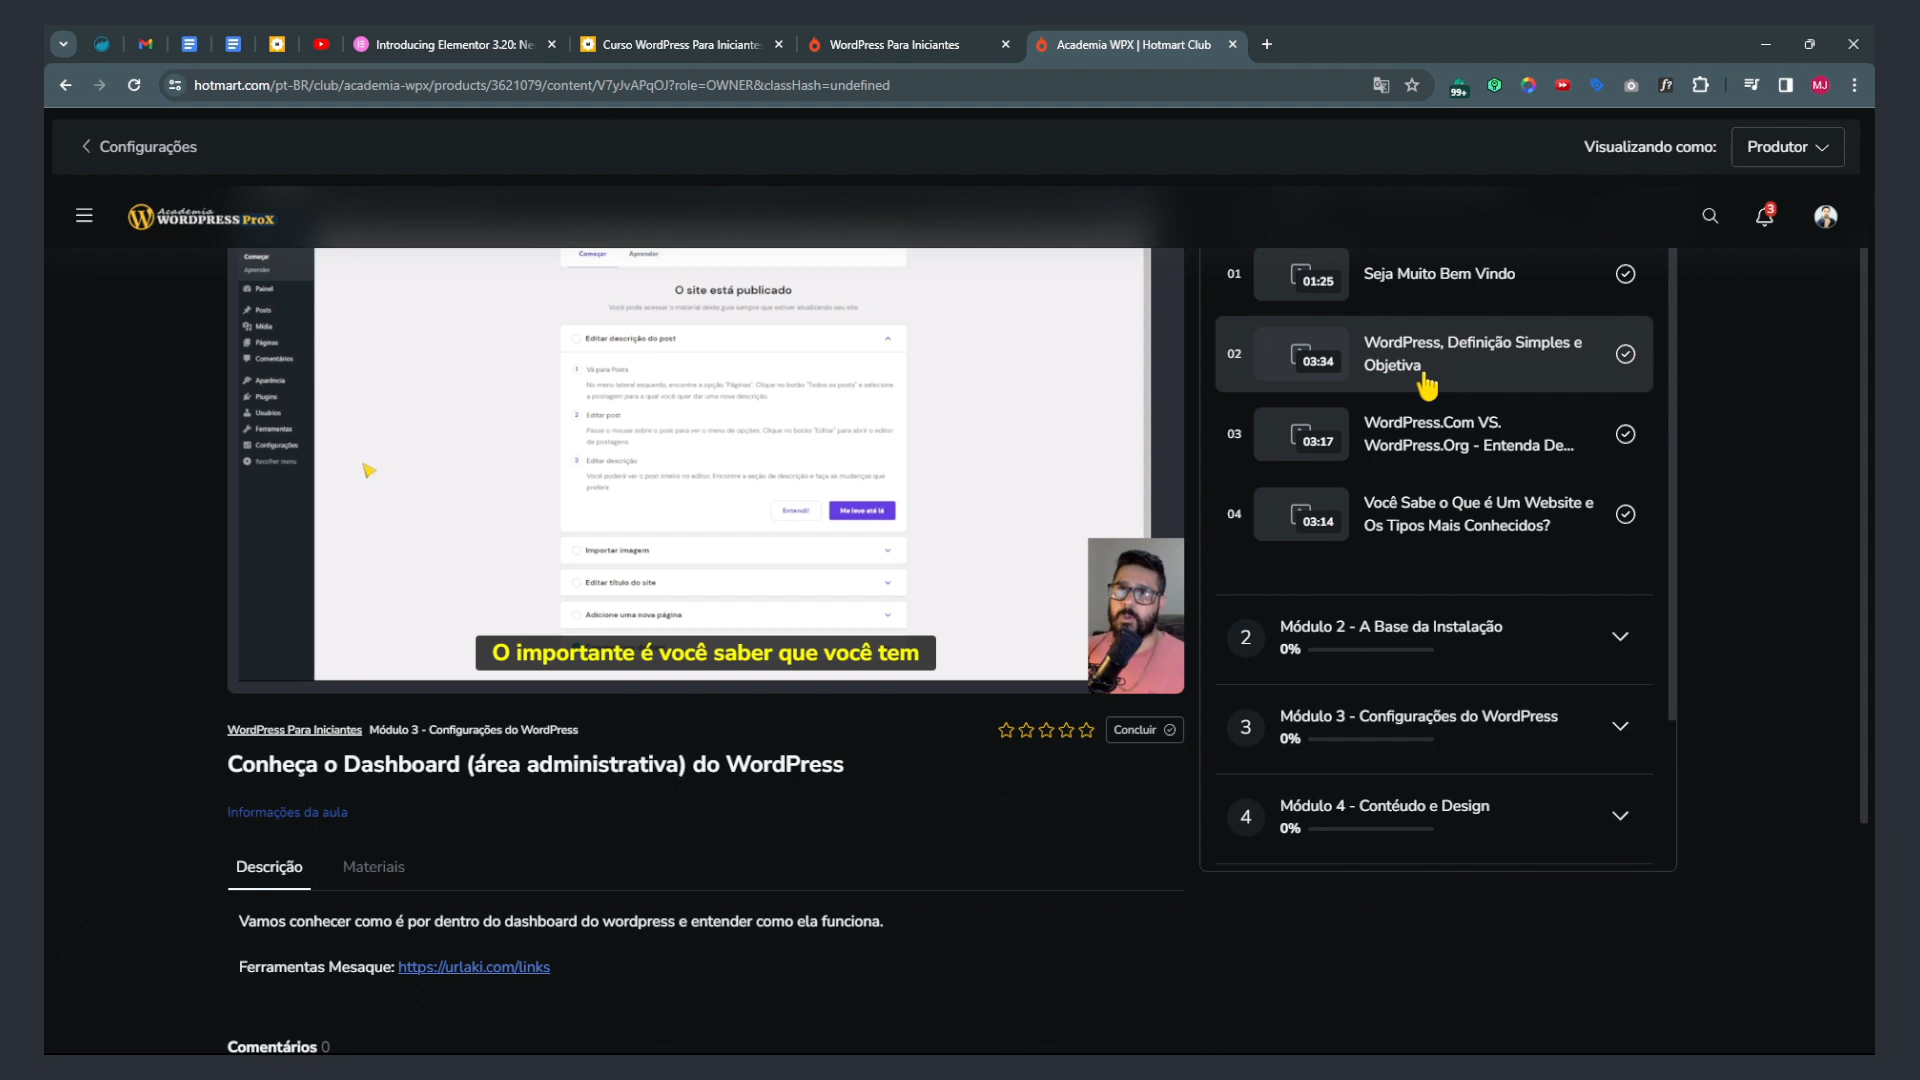 Introducing Elementor 3.20: Ne
Curso WordPress Para Iniciante
WordPress Para Iniciantes
Academia WPX | Hotmart Club
hotmart.com/pt-BR/club/academia-wpx/products/3621079/content/V7yJvAPqOJ?role=OWNER&classHash=undefined
99+
f?
MJ
Configurações
Visualizando como:
Produtor
Academia
WORDPRESS ProX
3
Começar
Aprender
Painel
Posts
Mídia
Páginas
Comentários
Aparência
Plugins
Usuários
Ferramentas
Configurações
Recolher menu
Começar
Aprender
O site está publicado
Você pode acessar o material deste guia sempre que estiver atualizando seu site
Editar descrição do post
1 Vá para Posts
No menu lateral esquerdo, encontre a opção "Páginas". Clique no botão "Todos os posts" e selecione
a postagem para a qual você quer dar uma nova descrição.
2 Editar post
Passe o mouse sobre o post para ver o menu de opções. Clique no botão "Editar" para abrir o editor
de postagens.
3 Editar descrição
Você poderá ver o post inteiro no editor. Encontre a seção de descrição e faça as mudanças que
preferir.
Entendi!
Me leve até lá
Importar imagem
Editar título do site
Adicione uma nova página
O importante é você saber que você tem
01
01:25
Seja Muito Bem Vindo
02
03:34
WordPress, Definição Simples e
Objetiva
03
03:17
WordPress.Com VS.
WordPress.Org - Entenda De...
04
03:14
Você Sabe o Que é Um Website e
Os Tipos Mais Conhecidos?
2
Módulo 2 - A Base da Instalação
0%
3
Módulo 3 - Configurações do WordPress
0%
4
Módulo 4 - Contéudo e Design
0%
WordPress Para Iniciantes Módulo 3 - Configurações do WordPress
Concluir
Conheça o Dashboard (área administrativa) do WordPress
Informações da aula
Descrição
Materiais
Vamos conhecer como é por dentro do dashboard do wordpress e entender como ela funciona.
Ferramentas Mesaque: https://urlaki.com/links
Comentários 0